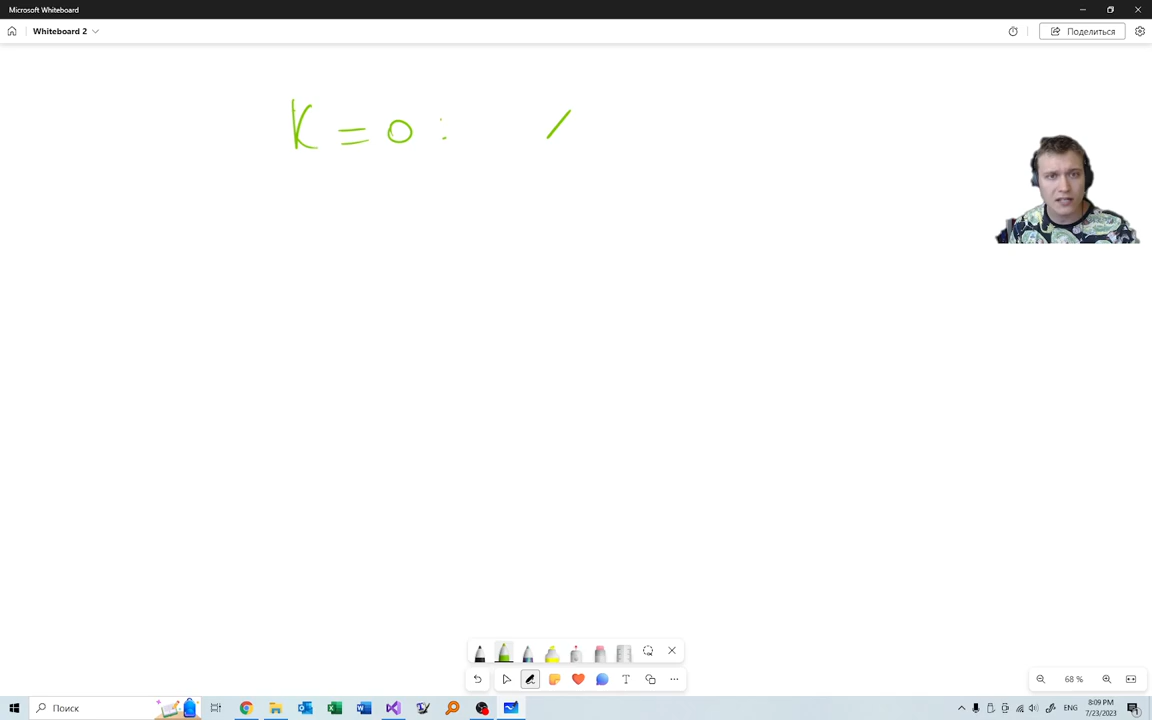 Microsoft Whiteboard
Whiteboard 2
Поделиться
K = 0 :
68 %
Поиск
ENG
8:09 PM
7/23/2023